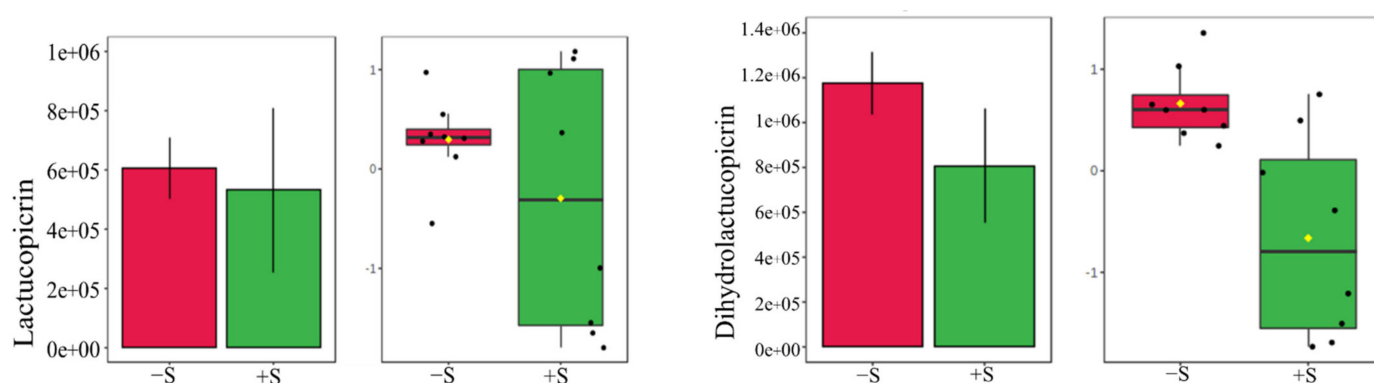 Lactucopicrin
1e+06
8e+05
6e+05
4e+05
2e+05
0e+00
−S
+S
1
0
-1
−S
+S
Dihydrolactucopicrin
1.4e+06
1.2e+06
1e+06
8e+05
6e+05
4e+05
2e+05
0e+00
−S
+S
1
0
-1
−S
+S